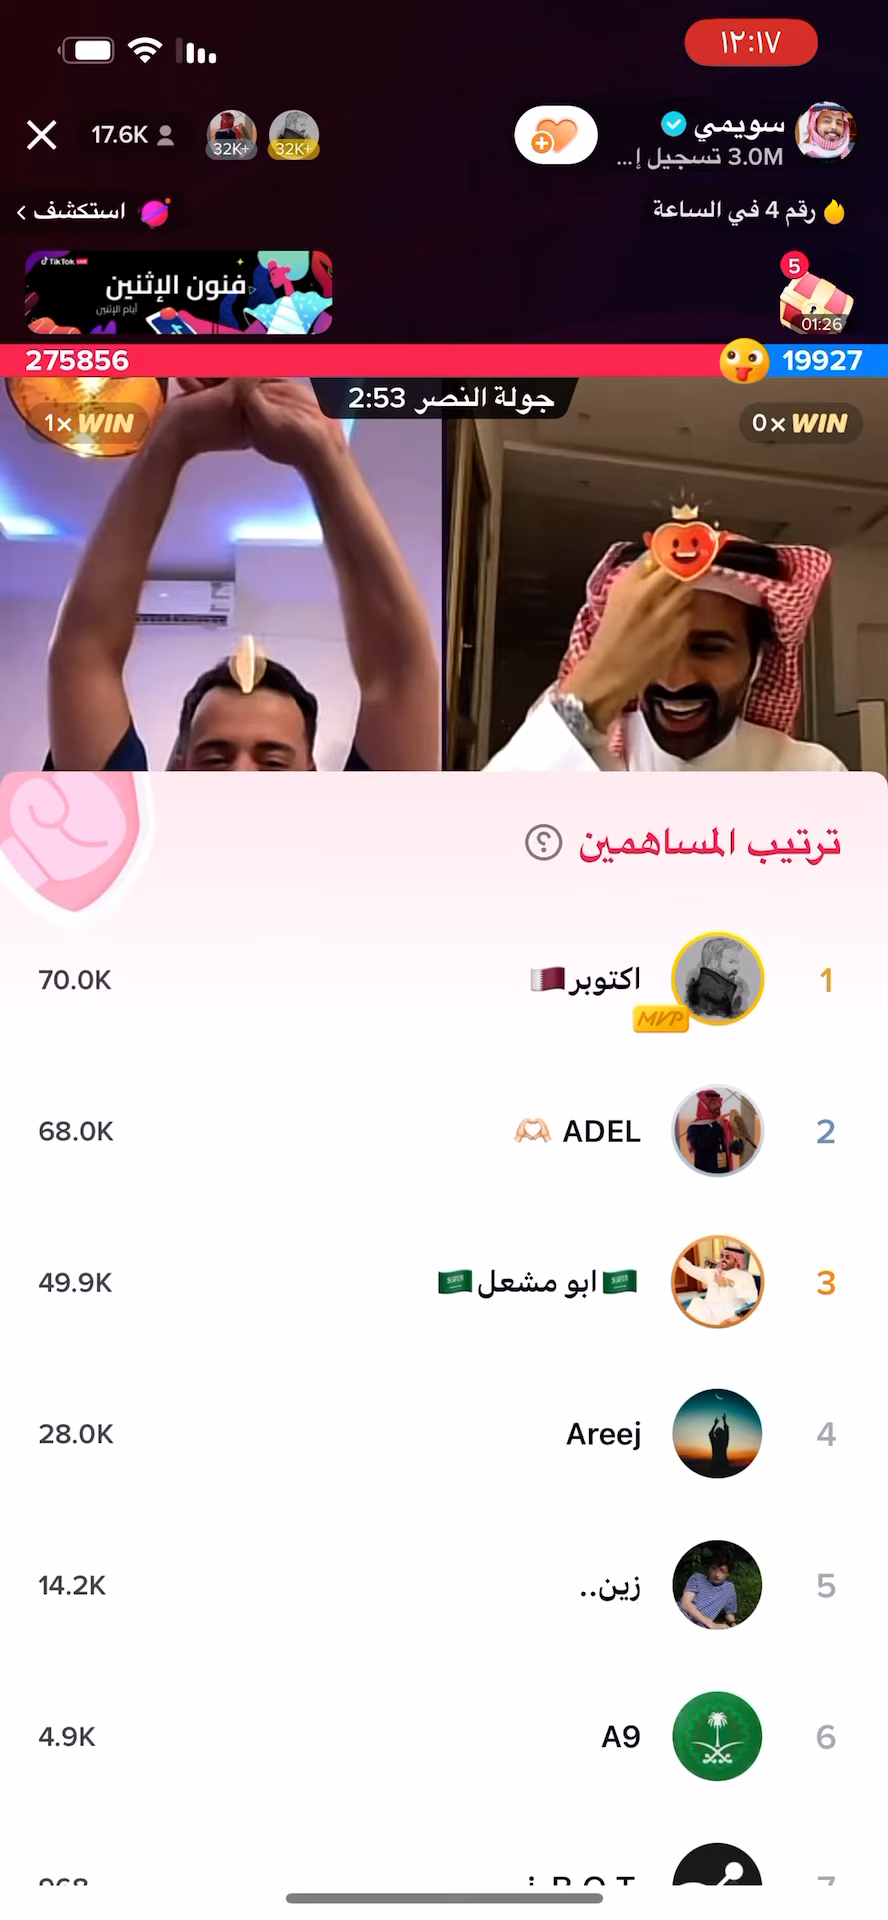 ١٢:١٧
سويمي
3.0M تسجيل إ...
17.6K
32K+
32K+
رقم 4 في الساعة
استكشف
TikTok LIVE
فنون الإثنين
أيام الإثنين
5
01:26
275856
19927
جولة النصر 2:53
1× WIN
0× WIN
ترتيب المساهمين
1 اكتوبر 70.0K
MVP
2 ADEL 68.0K
3 ابو مشعل 49.9K
4 Areej 28.0K
5 زين.. 14.2K
6 A9 4.9K